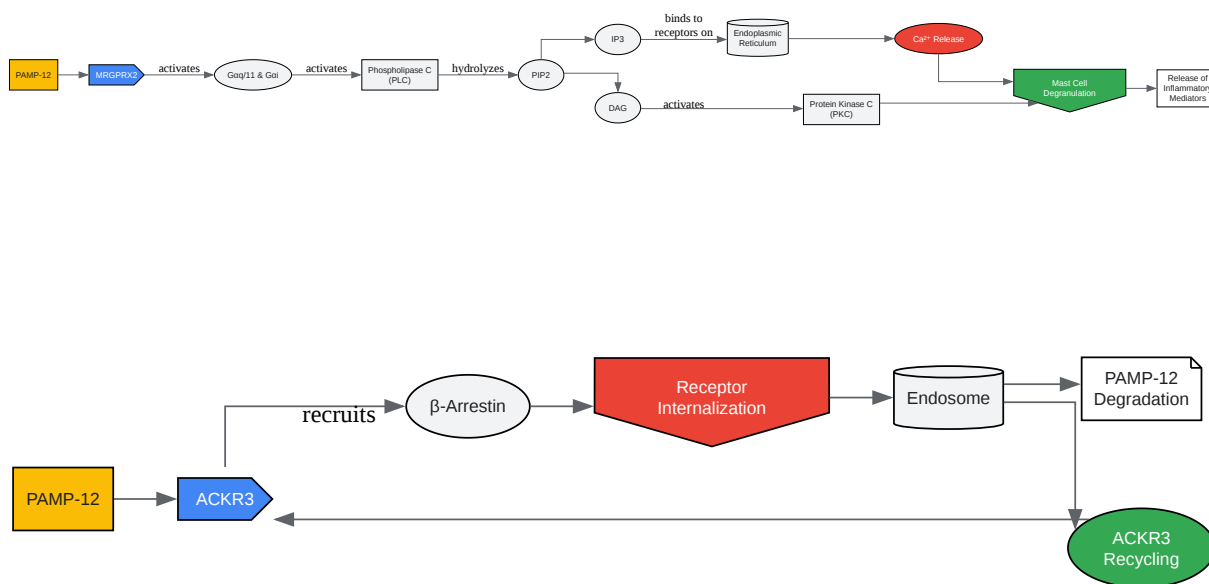 PAMP-12
MRGPRX2
activates
Gαq/11 & Gαi
activates
Phospholipase C
(PLC)
hydrolyzes
PIP2
IP3
binds to
receptors on
Endoplasmic
Reticulum
Ca²⁺ Release
DAG
activates
Protein Kinase C
(PKC)
Mast Cell
Degranulation
Release of
Inflammatory
Mediators
PAMP-12
ACKR3
recruits
β-Arrestin
Receptor
Internalization
Endosome
PAMP-12
Degradation
ACKR3
Recycling